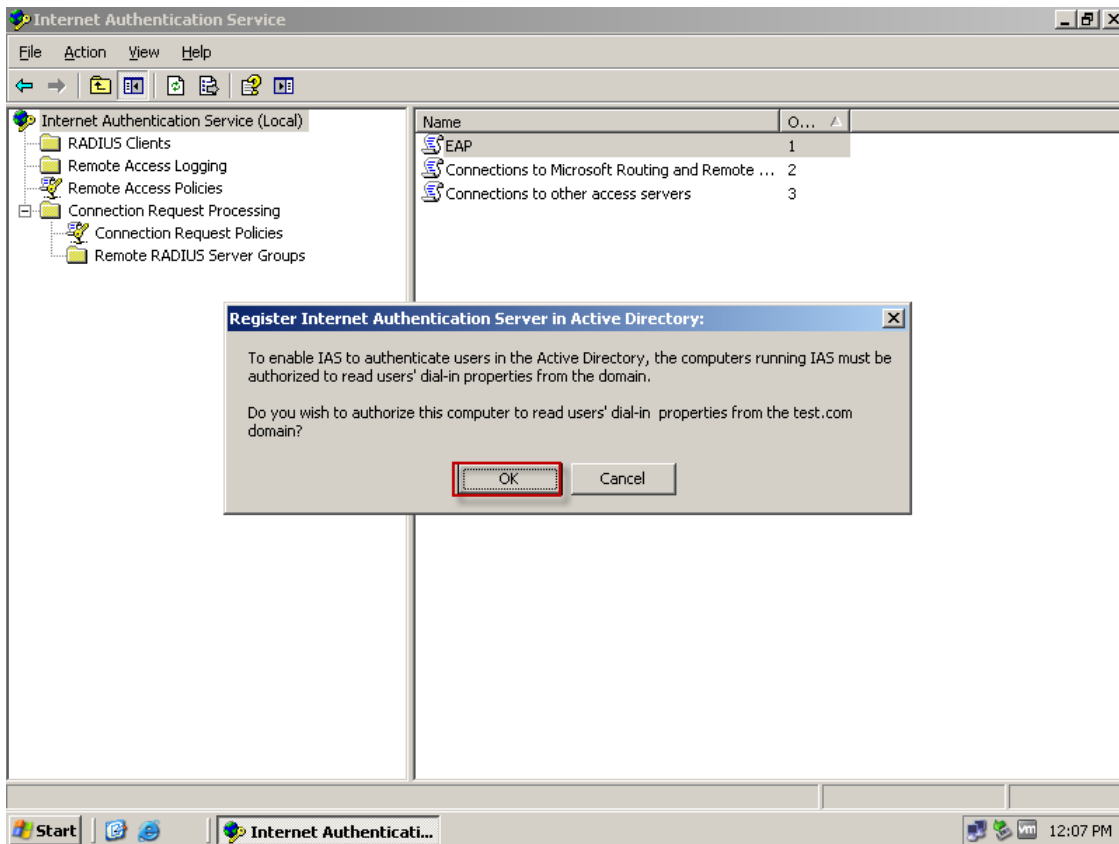 Internet Authentication Service
File Action View Help
Internet Authentication Service (Local)
RADIUS Clients
Remote Access Logging
Remote Access Policies
Connection Request Processing
Connection Request Policies
Remote RADIUS Server Groups
Name O...
EAP 1
Connections to Microsoft Routing and Remote ... 2
Connections to other access servers 3
Register Internet Authentication Server in Active Directory:
To enable IAS to authenticate users in the Active Directory, the computers running IAS must be
authorized to read users' dial-in properties from the domain.
Do you wish to authorize this computer to read users' dial-in properties from the test.com
domain?
OK Cancel
Start Internet Authenticati... vm 12:07 PM